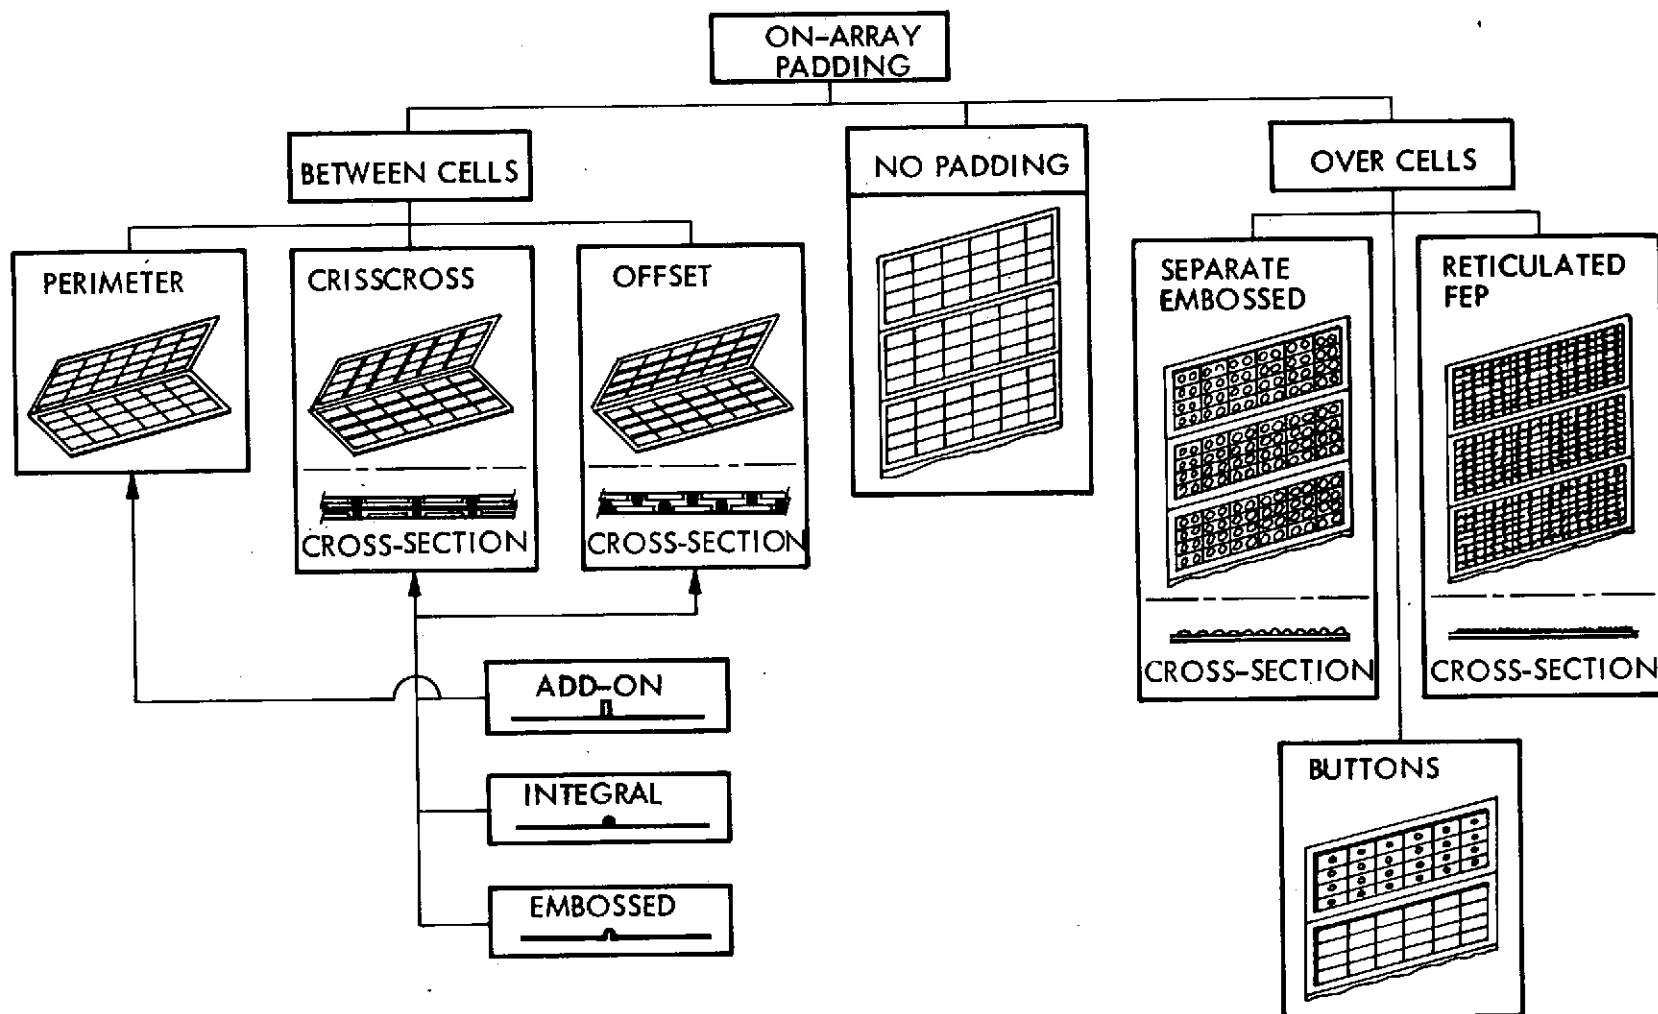 ON-ARRAY
PADDING
BETWEEN CELLS
NO PADDING
OVER CELLS
PERIMETER
CRISSCROSS
CROSS-SECTION
OFFSET
CROSS-SECTION
SEPARATE
EMBOSSED
CROSS-SECTION
RETICULATED
FEP
CROSS-SECTION
ADD-ON
INTEGRAL
EMBOSSED
BUTTONS